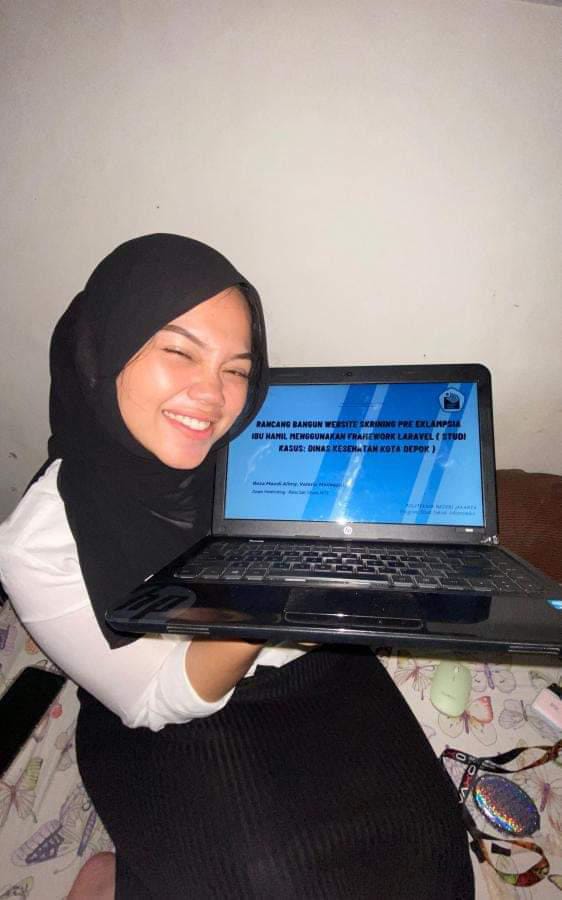 RANCANG BANGUN WEBSITE SKRINING PRE EKLAMPSIA
IBU HAMIL MENGGUNAKAN FRAMEWORK LARAVEL ( STUDI
KASUS: DINAS KESEHATAN KOTA DEPOK )
POLITEKNIK NEGERI JAKARTA
hp
hp